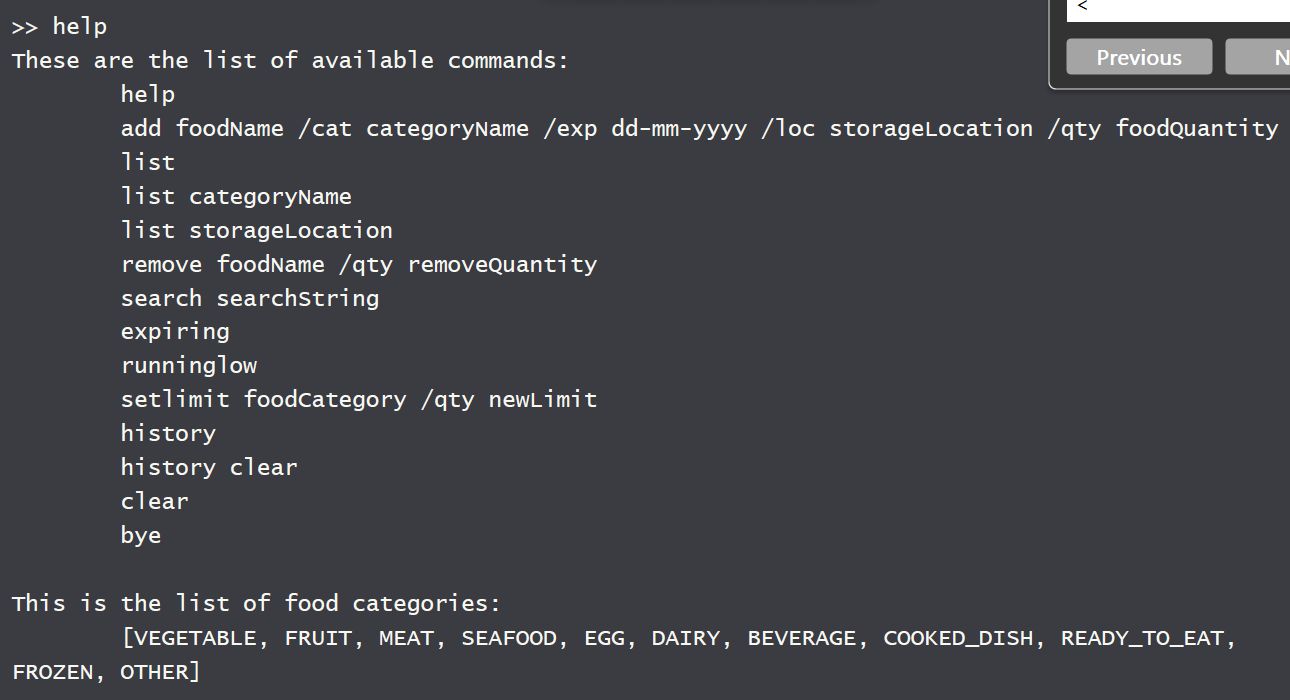 <
Previous
>> help
These are the list of available commands:
help
add foodName /cat categoryName /exp dd-mm-yyyy /loc storageLocation /qty foodQuantity
list
list categoryName
list storageLocation
remove foodName /qty removeQuantity
search searchString
expiring
runninglow
setlimit foodCategory /qty newLimit
history
history clear
clear
bye
This is the list of food categories:
[VEGETABLE, FRUIT, MEAT, SEAFOOD, EGG, DAIRY, BEVERAGE, COOKED_DISH, READY_TO_EAT,
FROZEN, OTHER]